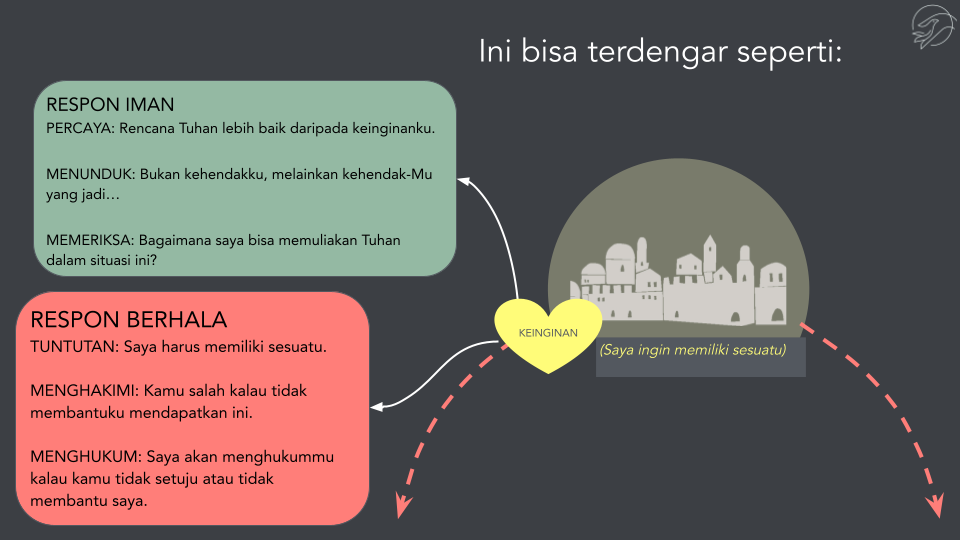 Ini bisa terdengar seperti:
RESPON IMAN
PERCAYA: Rencana Tuhan lebih baik daripada keinginanku.
MENUNDUK: Bukan kehendakku, melainkan kehendak-Mu
yang jadi…
MEMERIKSA: Bagaimana saya bisa memuliakan Tuhan
dalam situasi ini?
RESPON BERHALA
TUNTUTAN: Saya harus memiliki sesuatu.
MENGHAKIMI: Kamu salah kalau tidak
membantuku mendapatkan ini.
MENGHUKUM: Saya akan menghukummu
kalau kamu tidak setuju atau tidak
membantu saya.
KEINGINAN
(Saya ingin memiliki sesuatu)